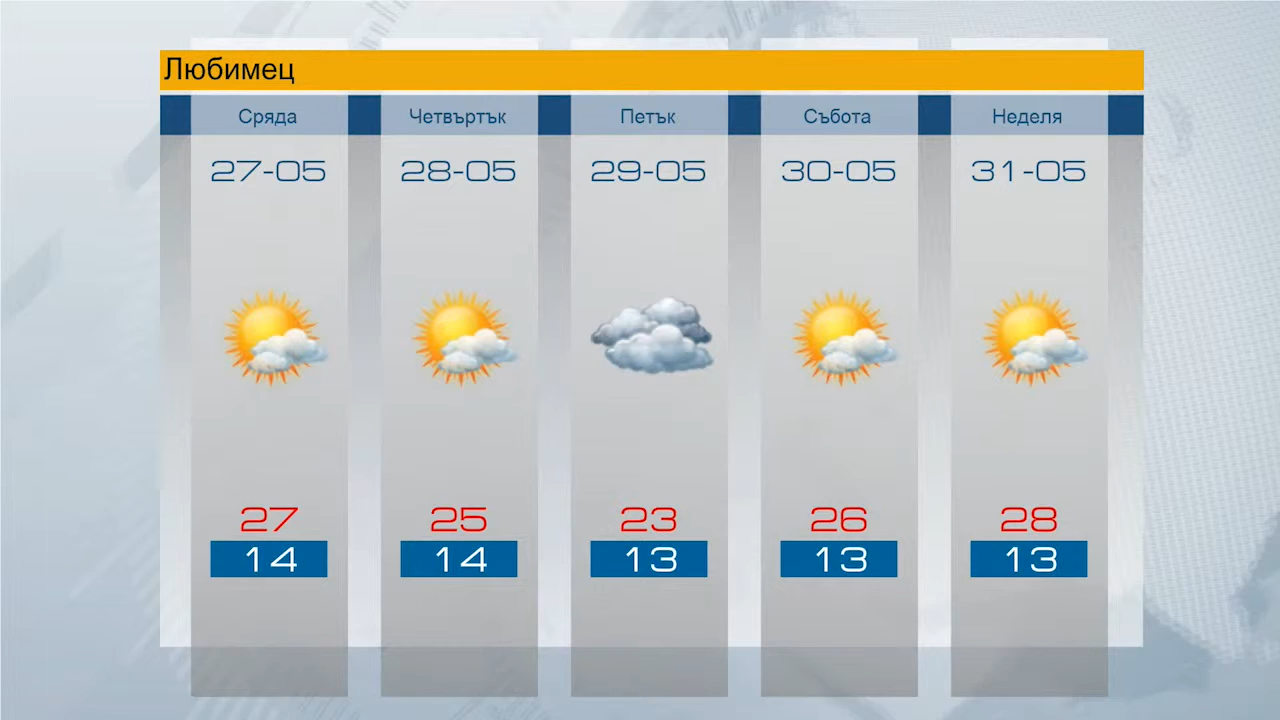 Любимец
Сряда Четвъртък Петък Събота Неделя
27-05 28-05 29-05 30-05 31-05
27 25 23 26 28
14 14 13 13 13